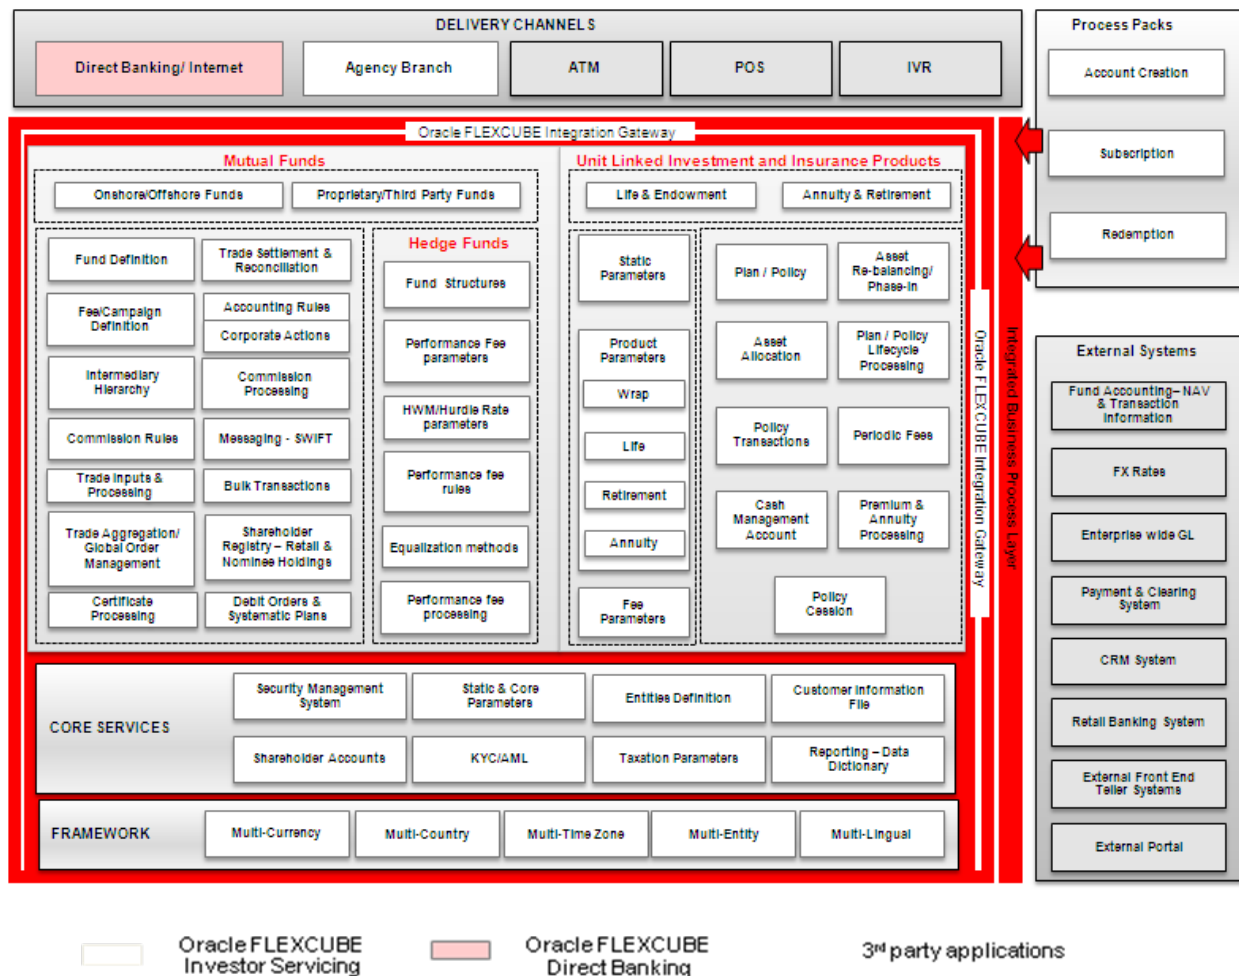 DELIVERY CHANNELS
Direct Banking/ Internet
Agency Branch
ATM
POS
IVR
Process Packs
Account Creation
Subscription
Redemption
Oracle FLEXCUBE Integration Gateway
Mutual Funds
Onshore/Offshore Funds
Proprietary/Third Party Funds
Fund Definition
Trade Settlement &
Reconciliation
Fee/Campaign
Definition
Accounting Rules
Corporate Actions
Intermediary
Hierarchy
Commission
Processing
Commission Rules
Messaging - SWIFT
Trade Inputs &
Processing
Bulk Transactions
Trade Aggregation/
Global Order
Management
Shareholder
Registry – Retail &
Nominee Holdings
Certificate
Processing
Debit Orders &
Systematic Plans
Hedge Funds
Fund Structures
Performance Fee
parameters
HWM/Hurdle Rate
parameters
Performance fee
rules
Equalization methods
Performance fee
processing
Unit Linked Investment and Insurance Products
Life & Endowment
Annuity & Retirement
Static
Parameters
Product
Parameters
Wrap
Life
Retirement
Annuity
Fee
Parameters
Plan / Policy
Asset
Re-balancing/
Phase-in
Asset
Allocation
Plan / Policy
Lifecycle
Processing
Policy
Transactions
Periodic Fees
Cash
Management
Account
Premium &
Annuity
Processing
Policy
Cession
Oracle FLEXCUBE Integration Gateway
Integrated Business Process Layer
External Systems
Fund Accounting– NAV
& Transaction
Information
FX Rates
Enterprise wide GL
Payment & Clearing
System
CRM System
Retail Banking System
External Front End
Teller Systems
External Portal
CORE SERVICES
Security Management
System
Static & Core
Parameters
Entities Definition
Customer Information
File
Shareholder Accounts
KYC/AML
Taxation Parameters
Reporting – Data
Dictionary
FRAMEWORK
Multi-Currency
Multi-Country
Multi-Time Zone
Multi-Entity
Multi-Lingual
Oracle FLEXCUBE
Investor Servicing
Oracle FLEXCUBE
Direct Banking
3rd party applications